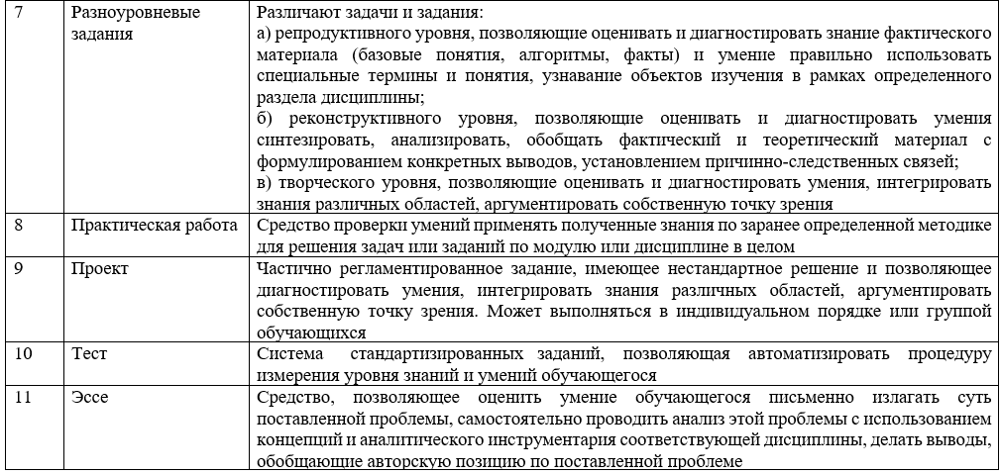 7 Разноуровневые Различают задачи и задания:
задания а) репродуктивного уровня, позволяющие оценивать и диагностировать знание фактического
материала (базовые понятия, алгоритмы, факты) и умение правильно использовать
специальные термины и понятия, узнавание объектов изучения в рамках определенного
раздела дисциплины;
б) реконструктивного уровня, позволяющие оценивать и диагностировать умения
синтезировать, анализировать, обобщать фактический и теоретический материал с
формулированием конкретных выводов, установлением причинно-следственных связей;
в) творческого уровня, позволяющие оценивать и диагностировать умения, интегрировать
знания различных областей, аргументировать собственную точку зрения
8 Практическая работа Средство проверки умений применять полученные знания по заранее определенной методике
для решения задач или заданий по модулю или дисциплине в целом
9 Проект Частично регламентированное задание, имеющее нестандартное решение и позволяющее
диагностировать умения, интегрировать знания различных областей, аргументировать
собственную точку зрения. Может выполняться в индивидуальном порядке или группой
обучающихся
10 Тест Система стандартизированных заданий, позволяющая автоматизировать процедуру
измерения уровня знаний и умений обучающегося
11 Эссе Средство, позволяющее оценить умение обучающегося письменно излагать суть
поставленной проблемы, самостоятельно проводить анализ этой проблемы с использованием
концепций и аналитического инструментария соответствующей дисциплины, делать выводы,
обобщающие авторскую позицию по поставленной проблеме